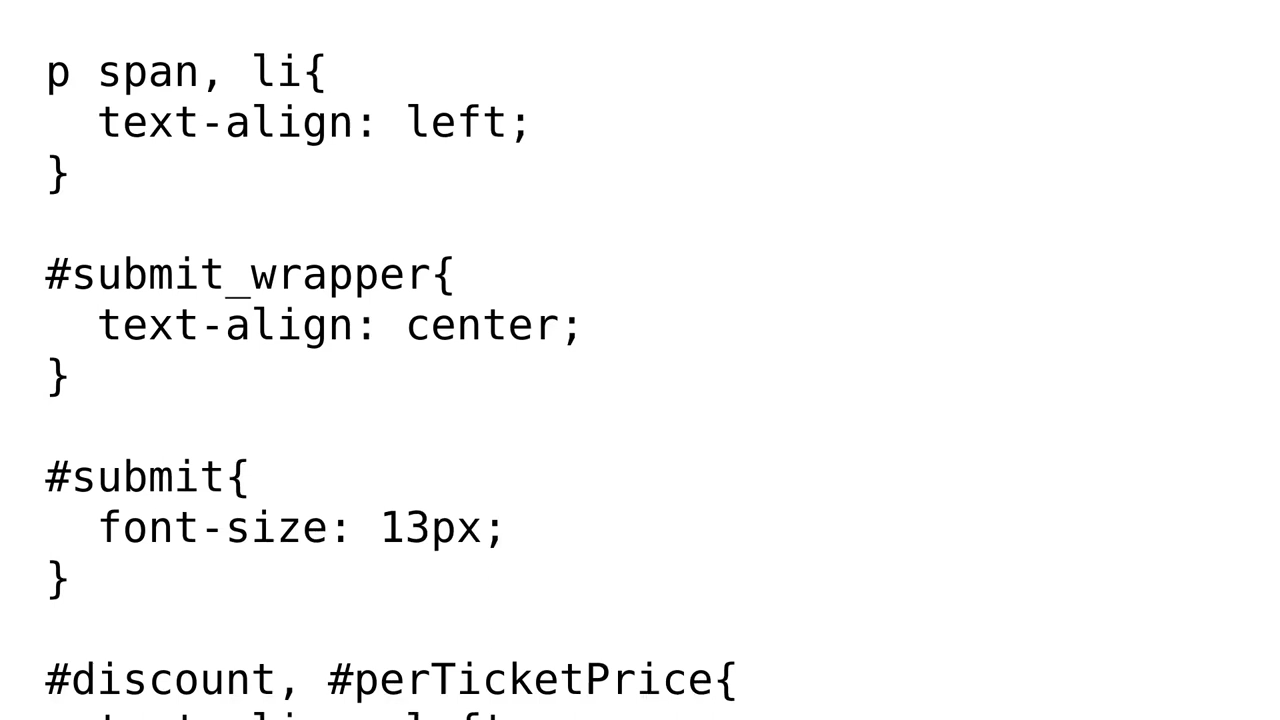 p span, li{
  text-align: left;
}

#submit_wrapper{
  text-align: center;
}

#submit{
  font-size: 13px;
}

#discount, #perTicketPrice{